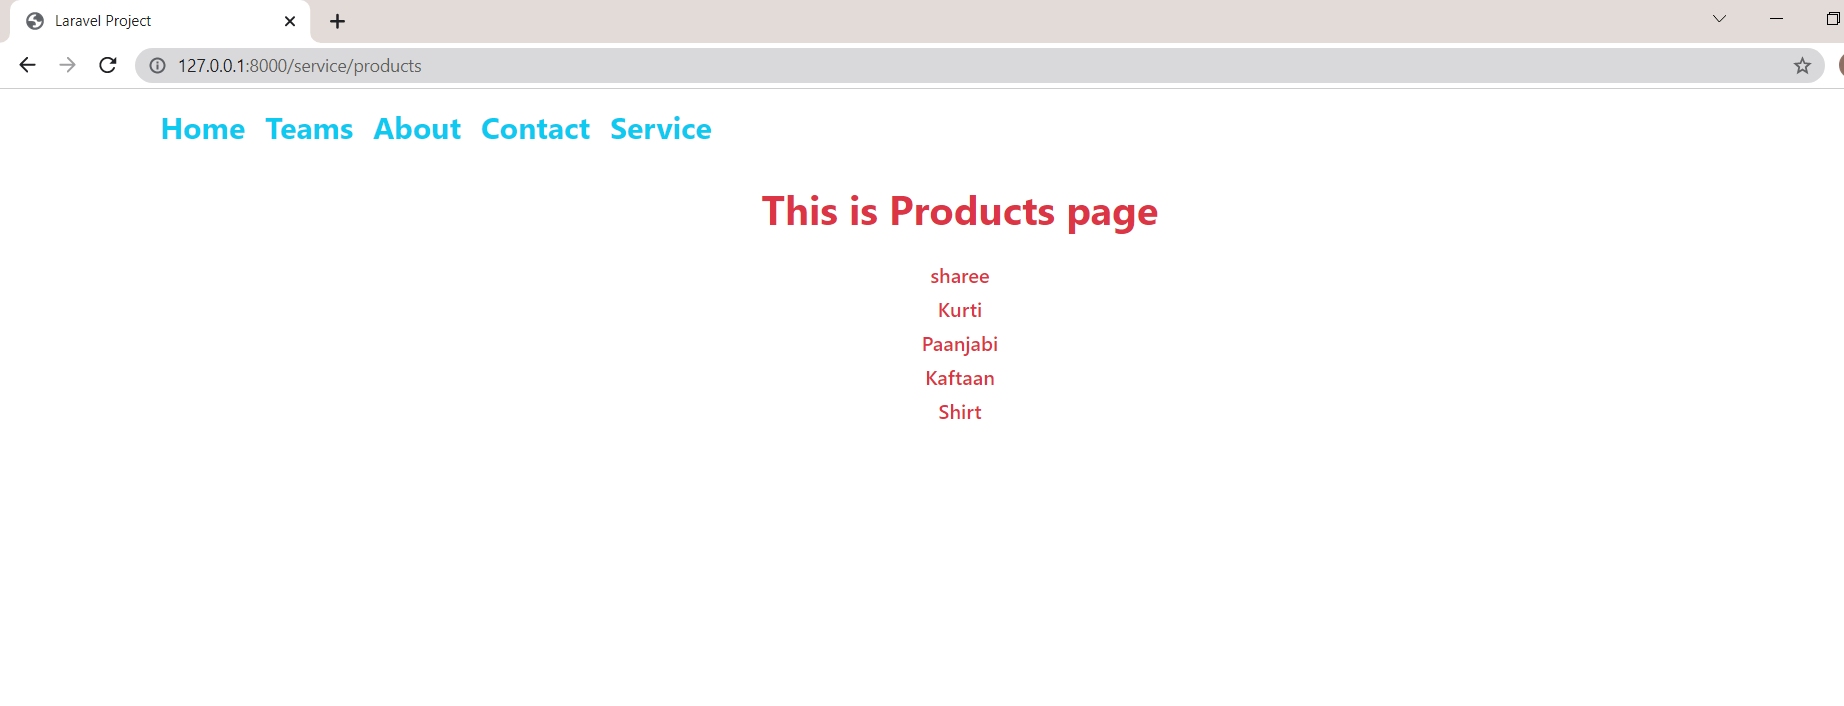 Laravel Project
127.0.0.1:8000/service/products
Home Teams About Contact Service
This is Products page
sharee
Kurti
Paanjabi
Kaftaan
Shirt